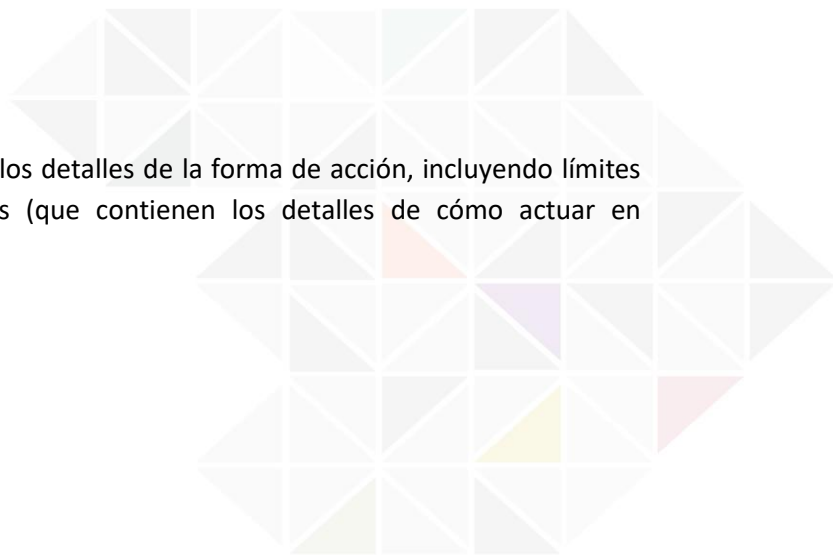 los detalles de la forma de acción, incluyendo límites
s (que contienen los detalles de cómo actuar en